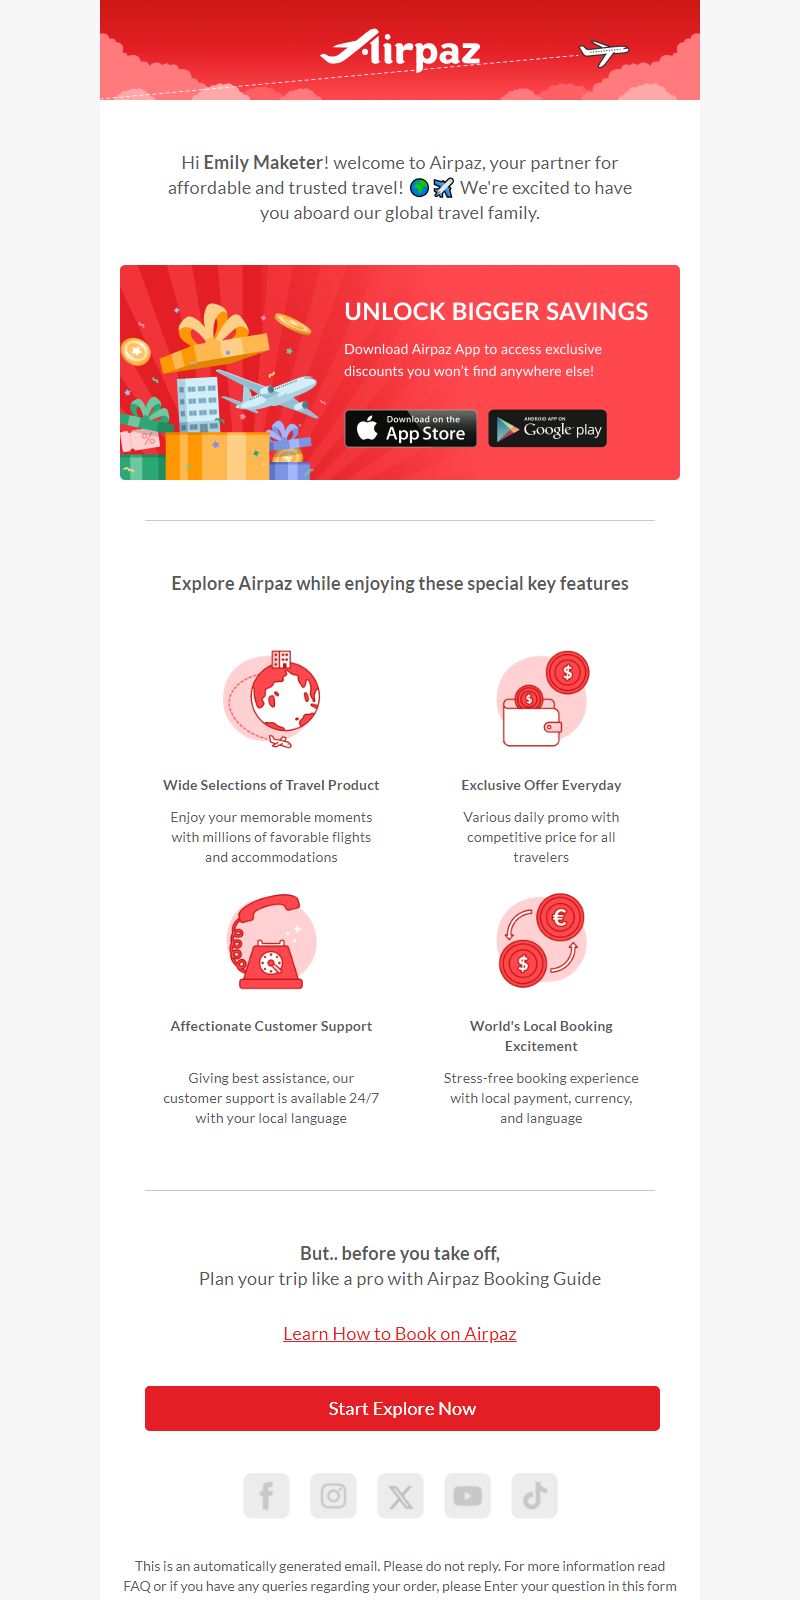 Airpaz
Hi Emily Maketer! welcome to Airpaz, your partner for
affordable and trusted travel! 🌍✈️ We're excited to have
you aboard our global travel family.
UNLOCK BIGGER SAVINGS
Download Airpaz App to access exclusive
discounts you won't find anywhere else!
Download on the
App Store
ANDROID APP ON
Google play
%
Explore Airpaz while enjoying these special key features
$
$
Wide Selections of Travel Product
Enjoy your memorable moments
with millions of favorable flights
and accommodations
Exclusive Offer Everyday
Various daily promo with
competitive price for all
travelers
€
$
Affectionate Customer Support
Giving best assistance, our
customer support is available 24/7
with your local language
World's Local Booking
Excitement
Stress-free booking experience
with local payment, currency,
and language
But.. before you take off,
Plan your trip like a pro with Airpaz Booking Guide
Learn How to Book on Airpaz
Start Explore Now
This is an automatically generated email. Please do not reply. For more information read
FAQ or if you have any queries regarding your order, please Enter your question in this form